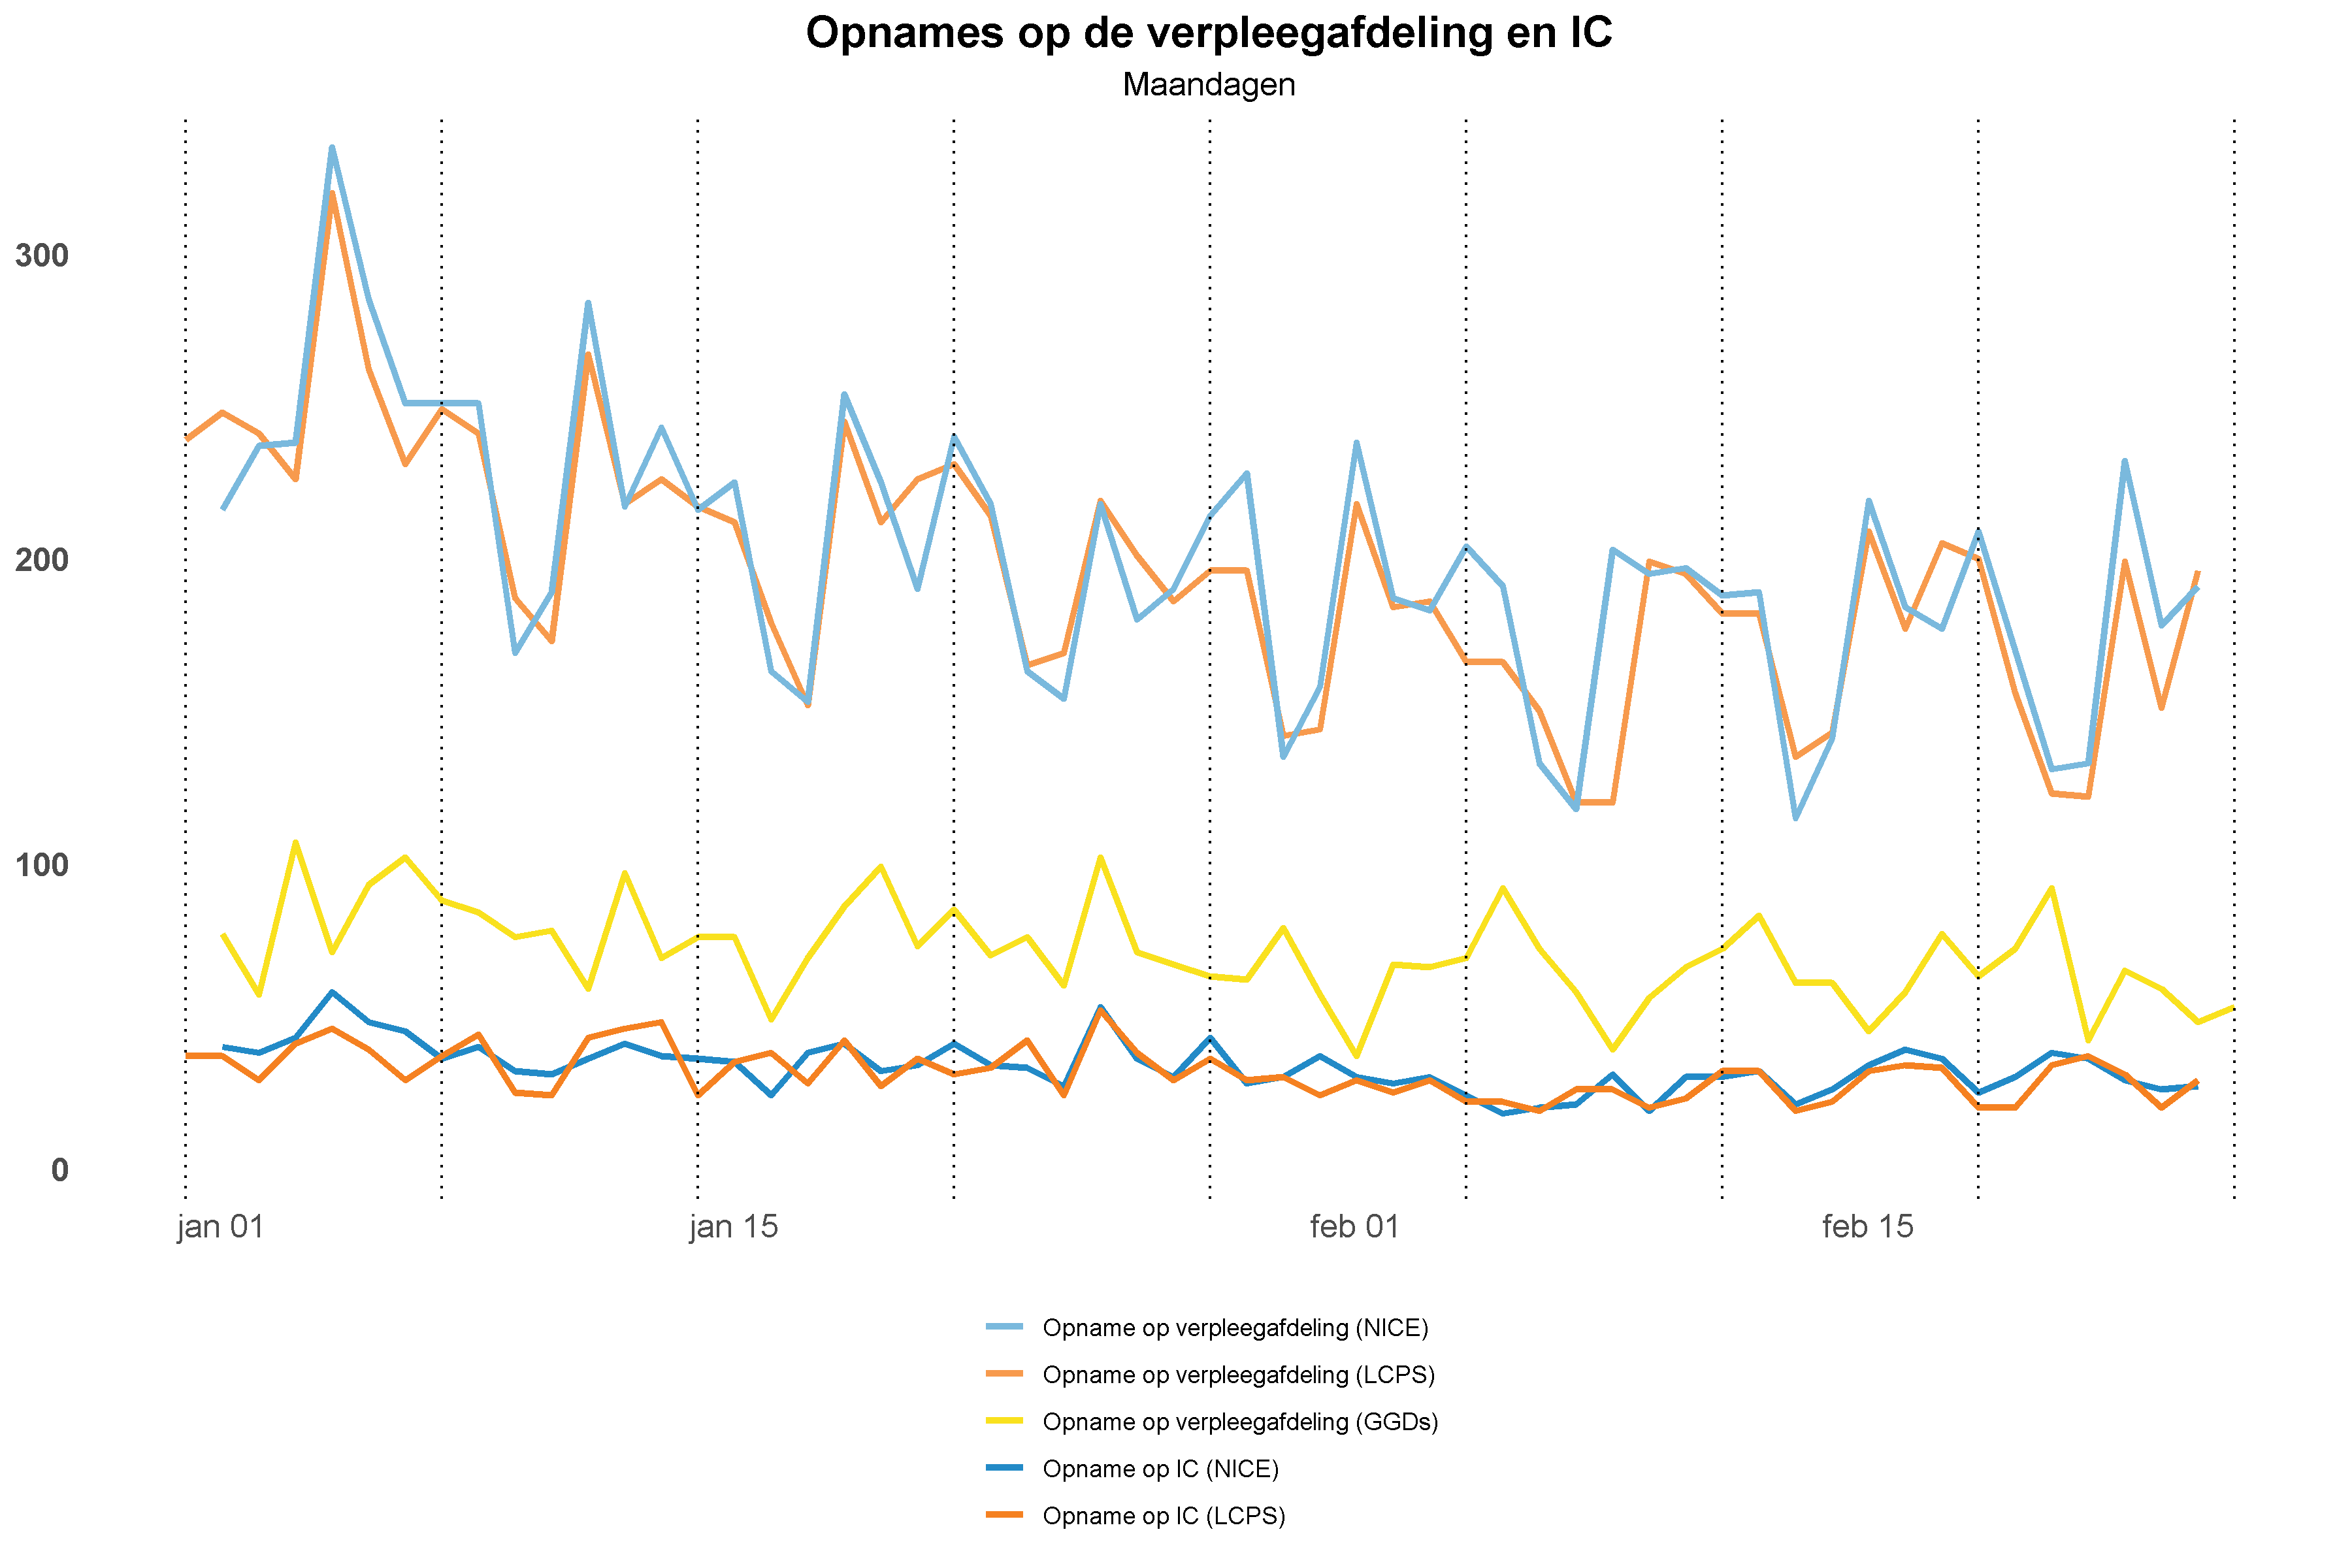 Opnames op de verpleegafdeling en IC
Maandagen
300
200
100
0
jan 01
jan 15
feb 01
feb 15
Opname op verpleegafdeling (NICE)
Opname op verpleegafdeling (LCPS)
Opname op verpleegafdeling (GGDs)
Opname op IC (NICE)
Opname op IC (LCPS)